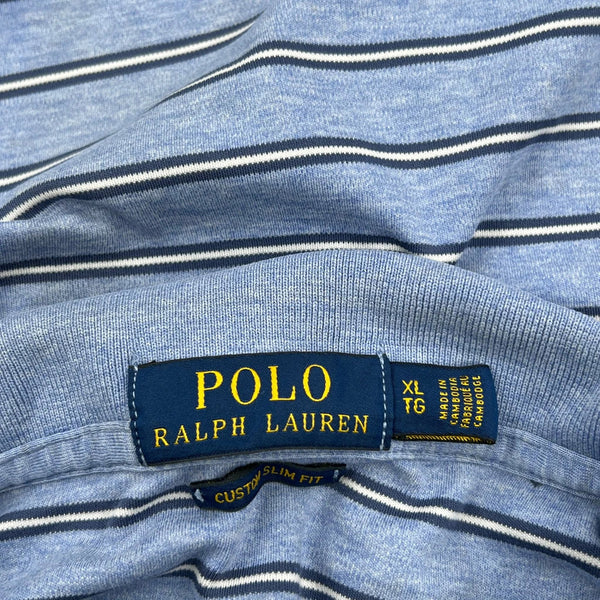 POLO
RALPH LAUREN
XL
TG
MADE IN
CAMBODIA
FABRIQUÉ AU
CAMBODGE
CUSTOM SLIM FIT